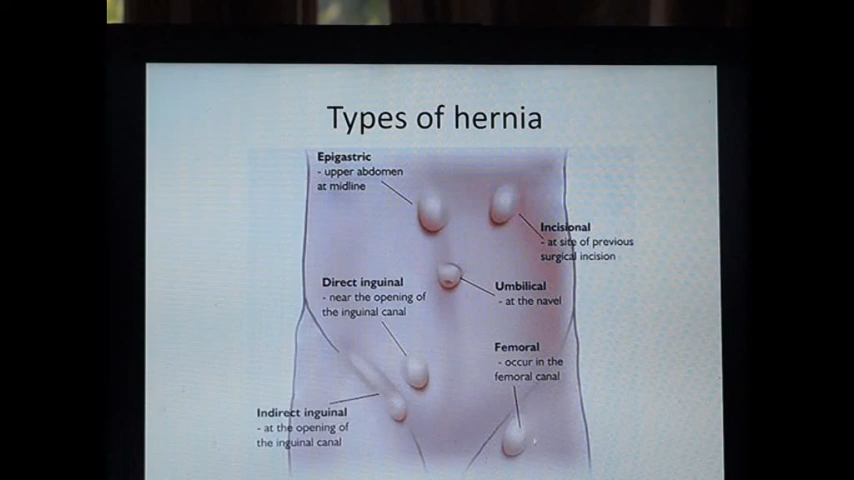 Types of hernia
Epigastric
- upper abdomen
at midline
Incisional
- at site of previous
surgical incision
Direct inguinal
- near the opening of
the inguinal canal
Umbilical
- at the navel
Femoral
- occur in the
femoral canal
Indirect inguinal
- at the opening of
the inguinal canal